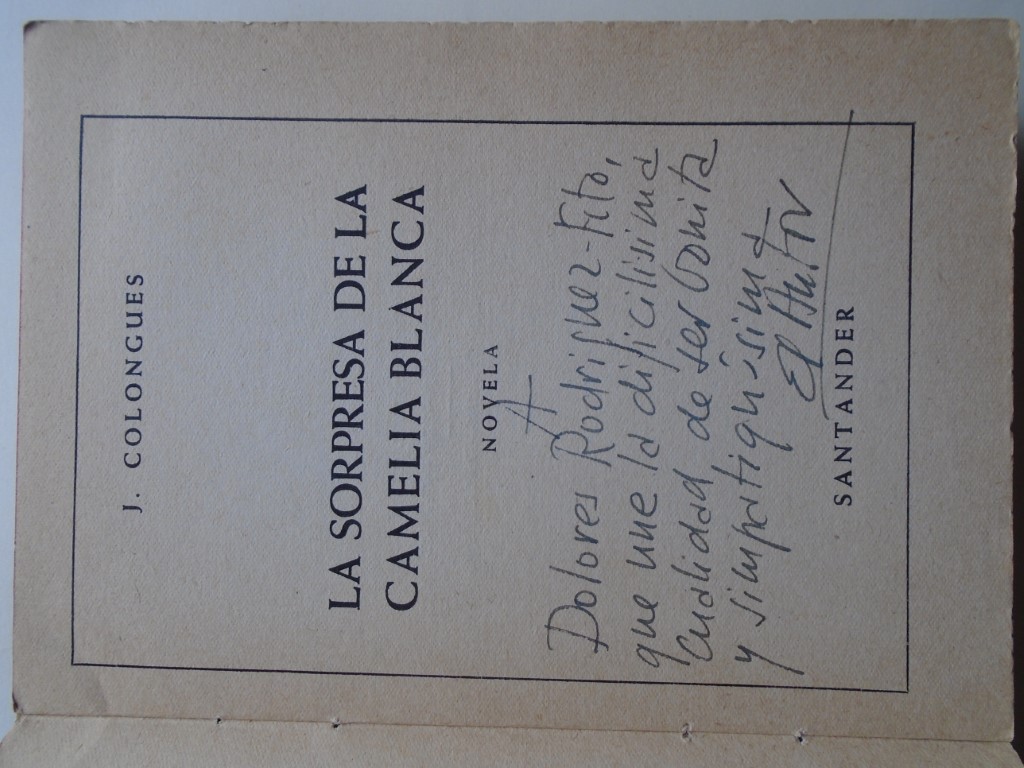 J. COLONGUES
LA SORPRESA DE LA
CAMELIA BLANCA
NOVELA
A
Dolores Rodriguez-Fito,
que une la dificilisima
cualidad de ser bonita
y simpatiquísima
El Autor
SANTANDER